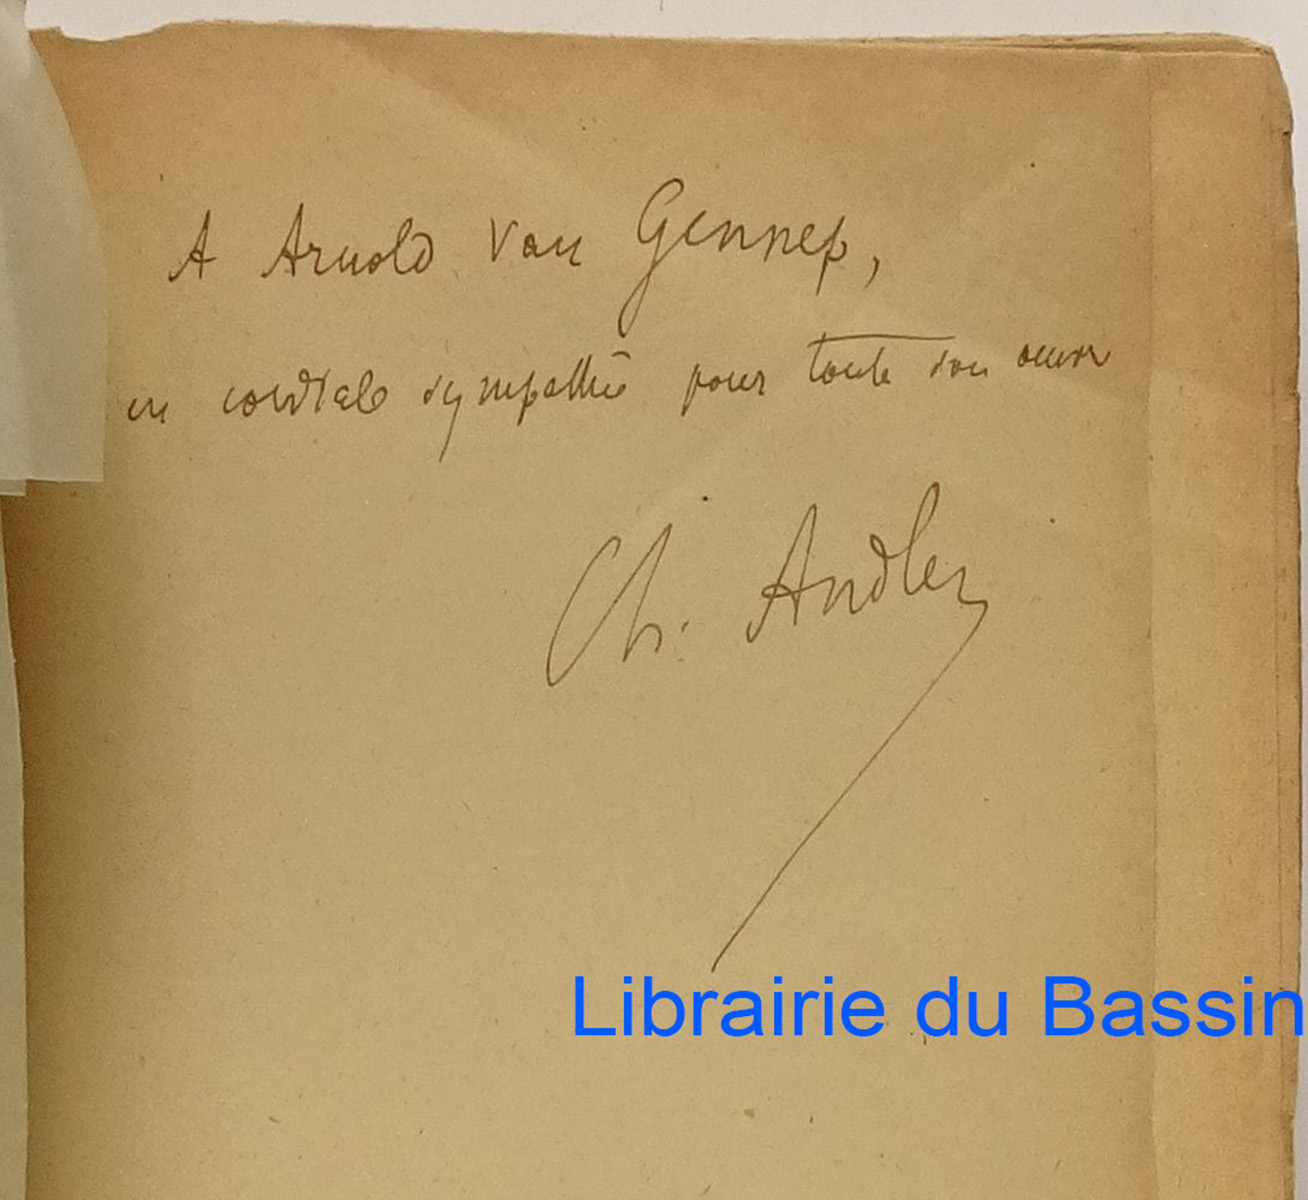 A Arnold Van Gennep,
en cordiale sympathie pour toute son œuvre
Ch. Andler
Librairie du Bassin